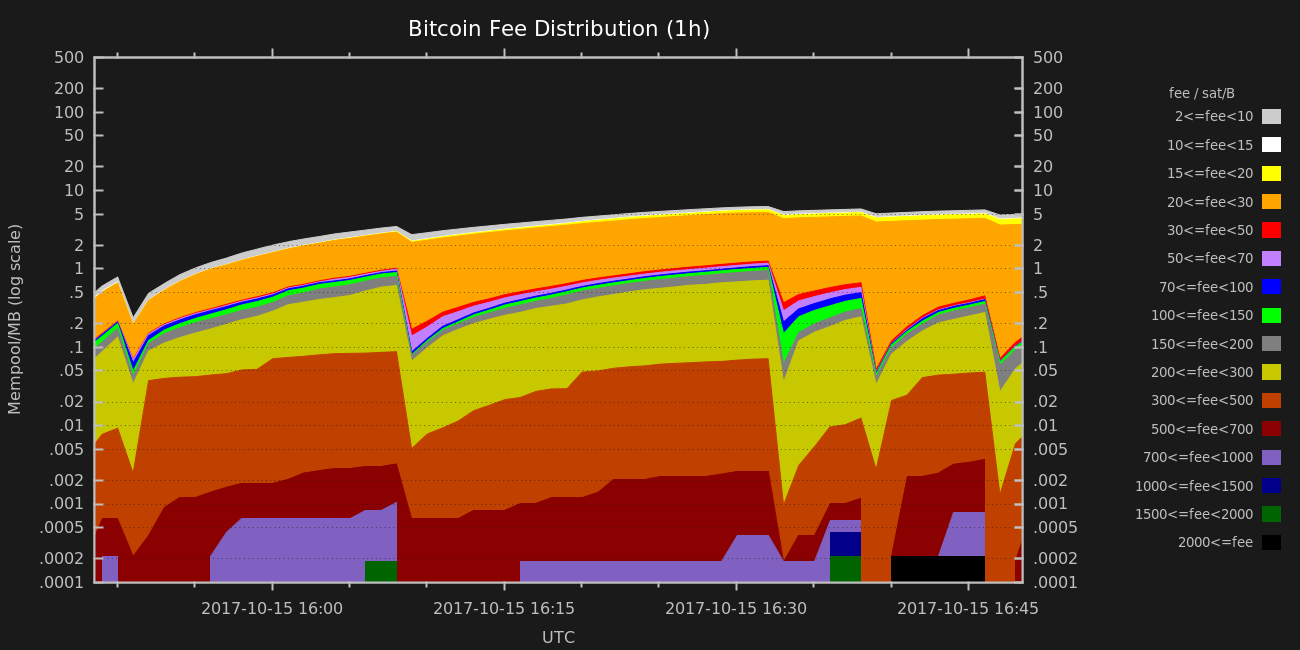 Bitcoin Fee Distribution (1h)
Mempool/MB (log scale)
500
200
100
50
20
10
5
2
1
.5
.2
.1
.05
.02
.01
.005
.002
.001
.0005
.0002
.0001
500
200
100
50
20
10
5
2
1
.5
.2
.1
.05
.02
.01
.005
.002
.001
.0005
.0002
.0001
2017-10-15 16:00
2017-10-15 16:15
2017-10-15 16:30
2017-10-15 16:45
UTC
fee / sat/B
2<=fee<10
10<=fee<15
15<=fee<20
20<=fee<30
30<=fee<50
50<=fee<70
70<=fee<100
100<=fee<150
150<=fee<200
200<=fee<300
300<=fee<500
500<=fee<700
700<=fee<1000
1000<=fee<1500
1500<=fee<2000
2000<=fee